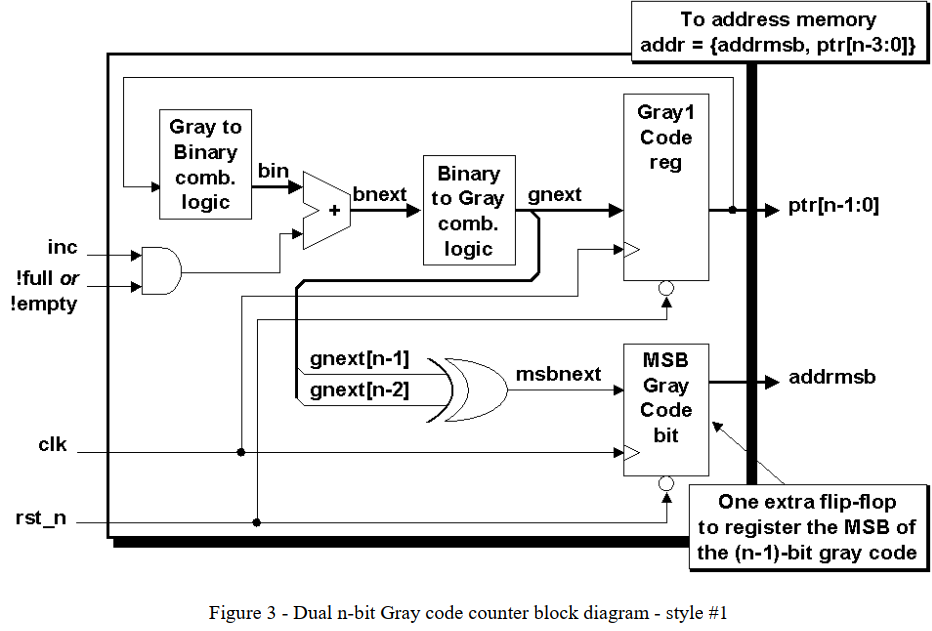 To address memory
addr = {addrmsb, ptr[n-3:0]}
Gray to
Binary
comb.
logic
bin
+
bnext
Binary
to Gray
comb.
logic
gnext
Gray1
Code
reg
ptr[n-1:0]
inc
!full or
!empty
gnext[n-1]
gnext[n-2]
msbnext
MSB
Gray
Code
bit
addrmsb
clk
rst_n
One extra flip-flop
to register the MSB of
the (n-1)-bit gray code
Figure 3 - Dual n-bit Gray code counter block diagram - style #1